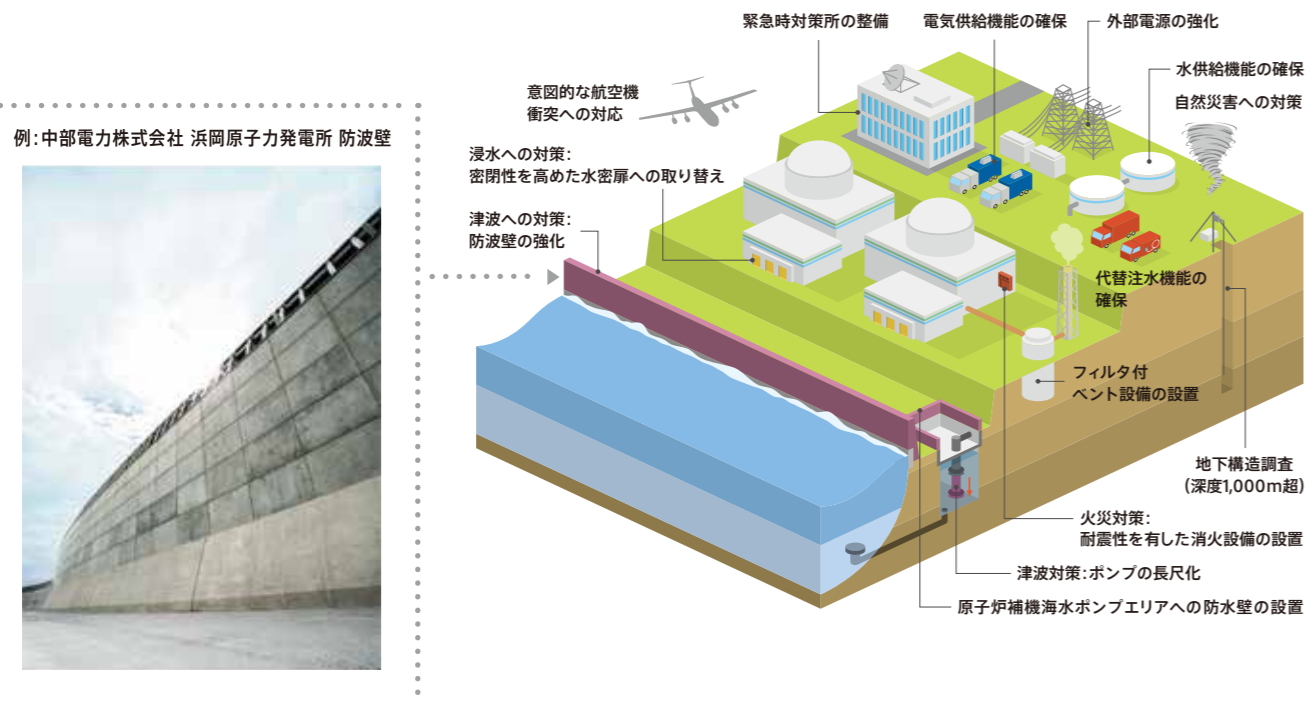 緊急時対策所の整備
電気供給機能の確保
外部電源の強化
水供給機能の確保
自然災害への対策
意図的な航空機
衝突への対応
例：中部電力株式会社 浜岡原子力発電所 防波壁
浸水への対策：
密閉性を高めた水密扉への取り替え
津波への対策：
防波壁の強化
代替注水機能の
確保
フィルタ付
ベント設備の設置
地下構造調査
（深度1,000m超）
火災対策：
耐震性を有した消火設備の設置
津波対策：ポンプの長尺化
原子炉補機海水ポンプエリアへの防水壁の設置